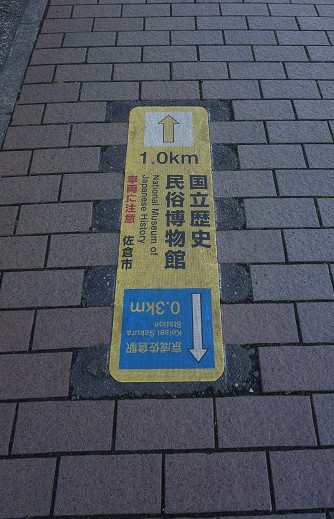 1.0km
国立歴史
民俗博物館
National Museum of
Japanese History
車両に注意
佐倉市
京成佐倉駅
Keisei Sakura
Station
0.3km